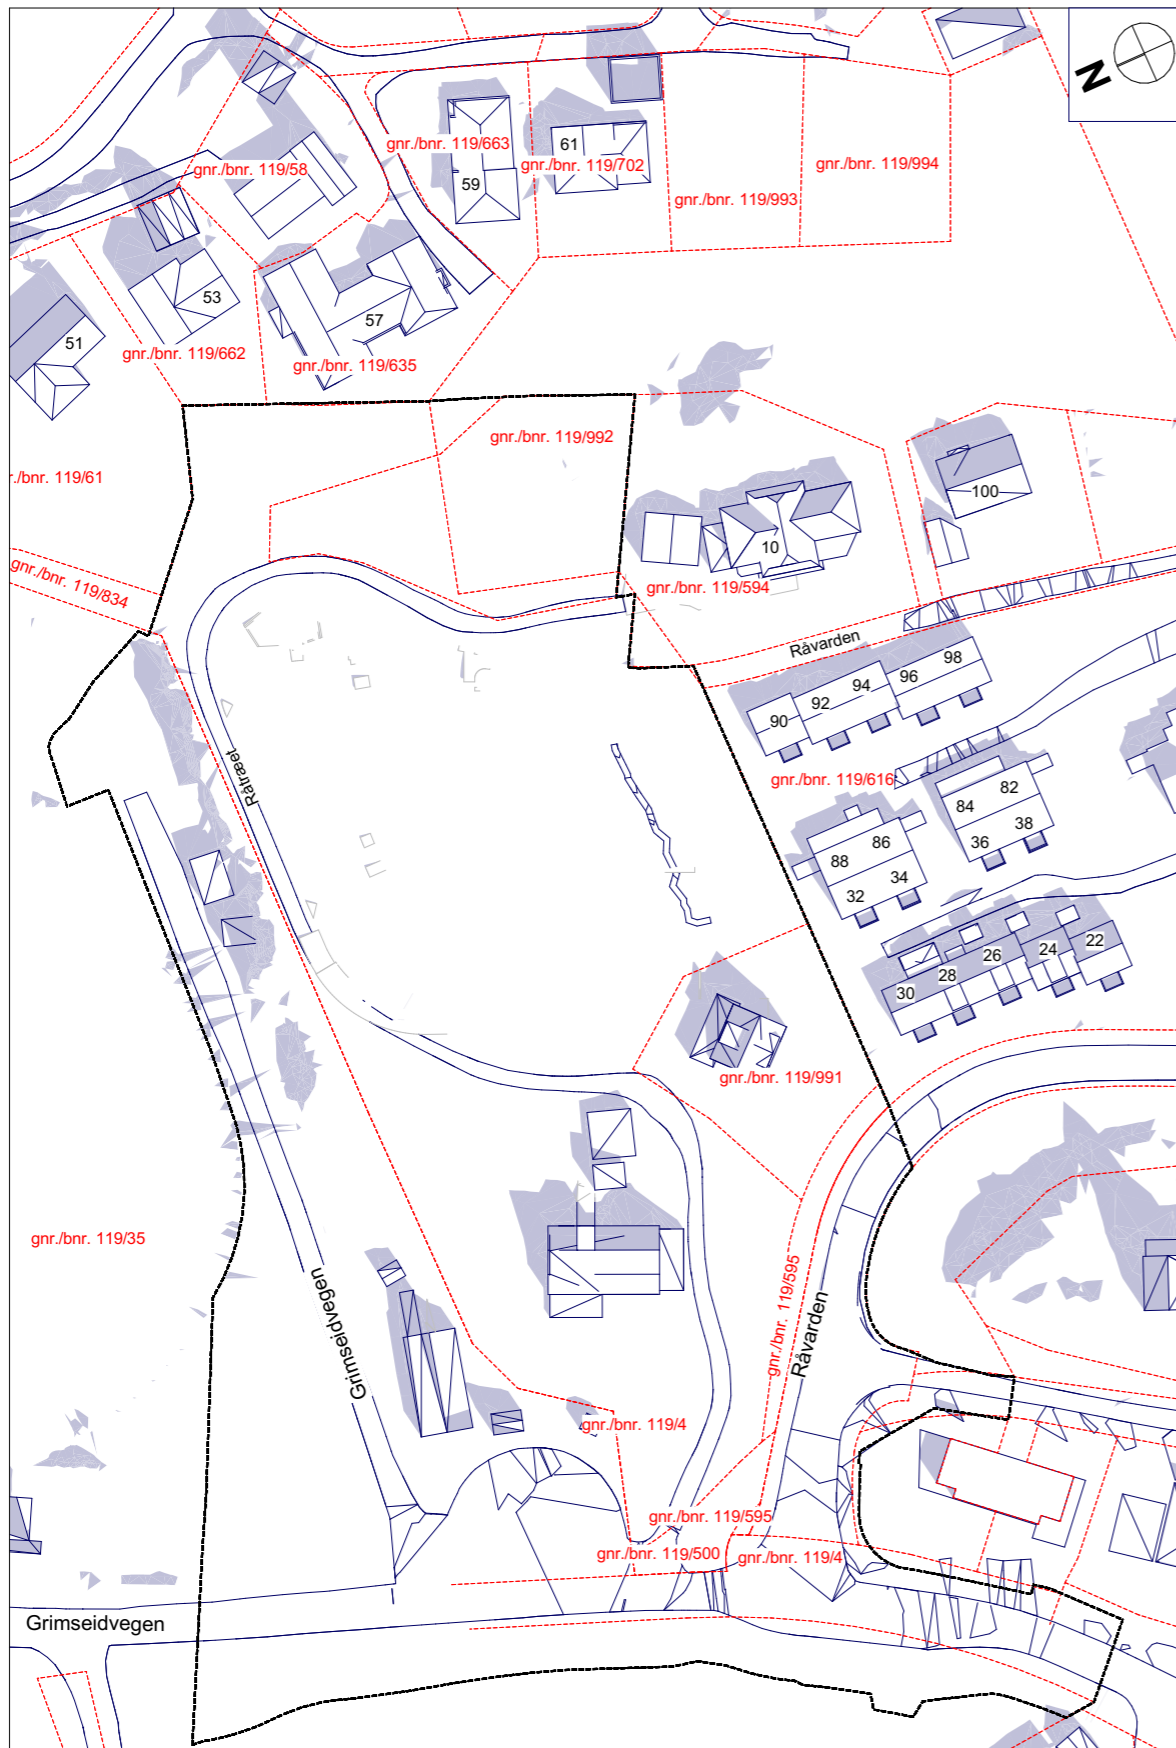 N
gnr./bnr. 119/663
61
gnr./bnr. 119/58
gnr./bnr. 119/702
gnr./bnr. 119/994
59
gnr./bnr. 119/993
53
57
51
gnr./bnr. 119/662
gnr./bnr. 119/635
gnr./bnr. 119/992
r./bnr. 119/61
100
10
gnr./bnr. 119/834
gnr./bnr. 119/594
Råvarden
98
96
94
92
90
Råtræet
gnr./bnr. 119/616
82
84
38
36
86
88
34
32
22
24
26
28
30
gnr./bnr. 119/991
gnr./bnr. 119/35
gnr./bnr. 119/595
Råvarden
Grimseidvegen
gnr./bnr. 119/4
gnr./bnr. 119/595
gnr./bnr. 119/500
gnr./bnr. 119/4
Grimseidvegen